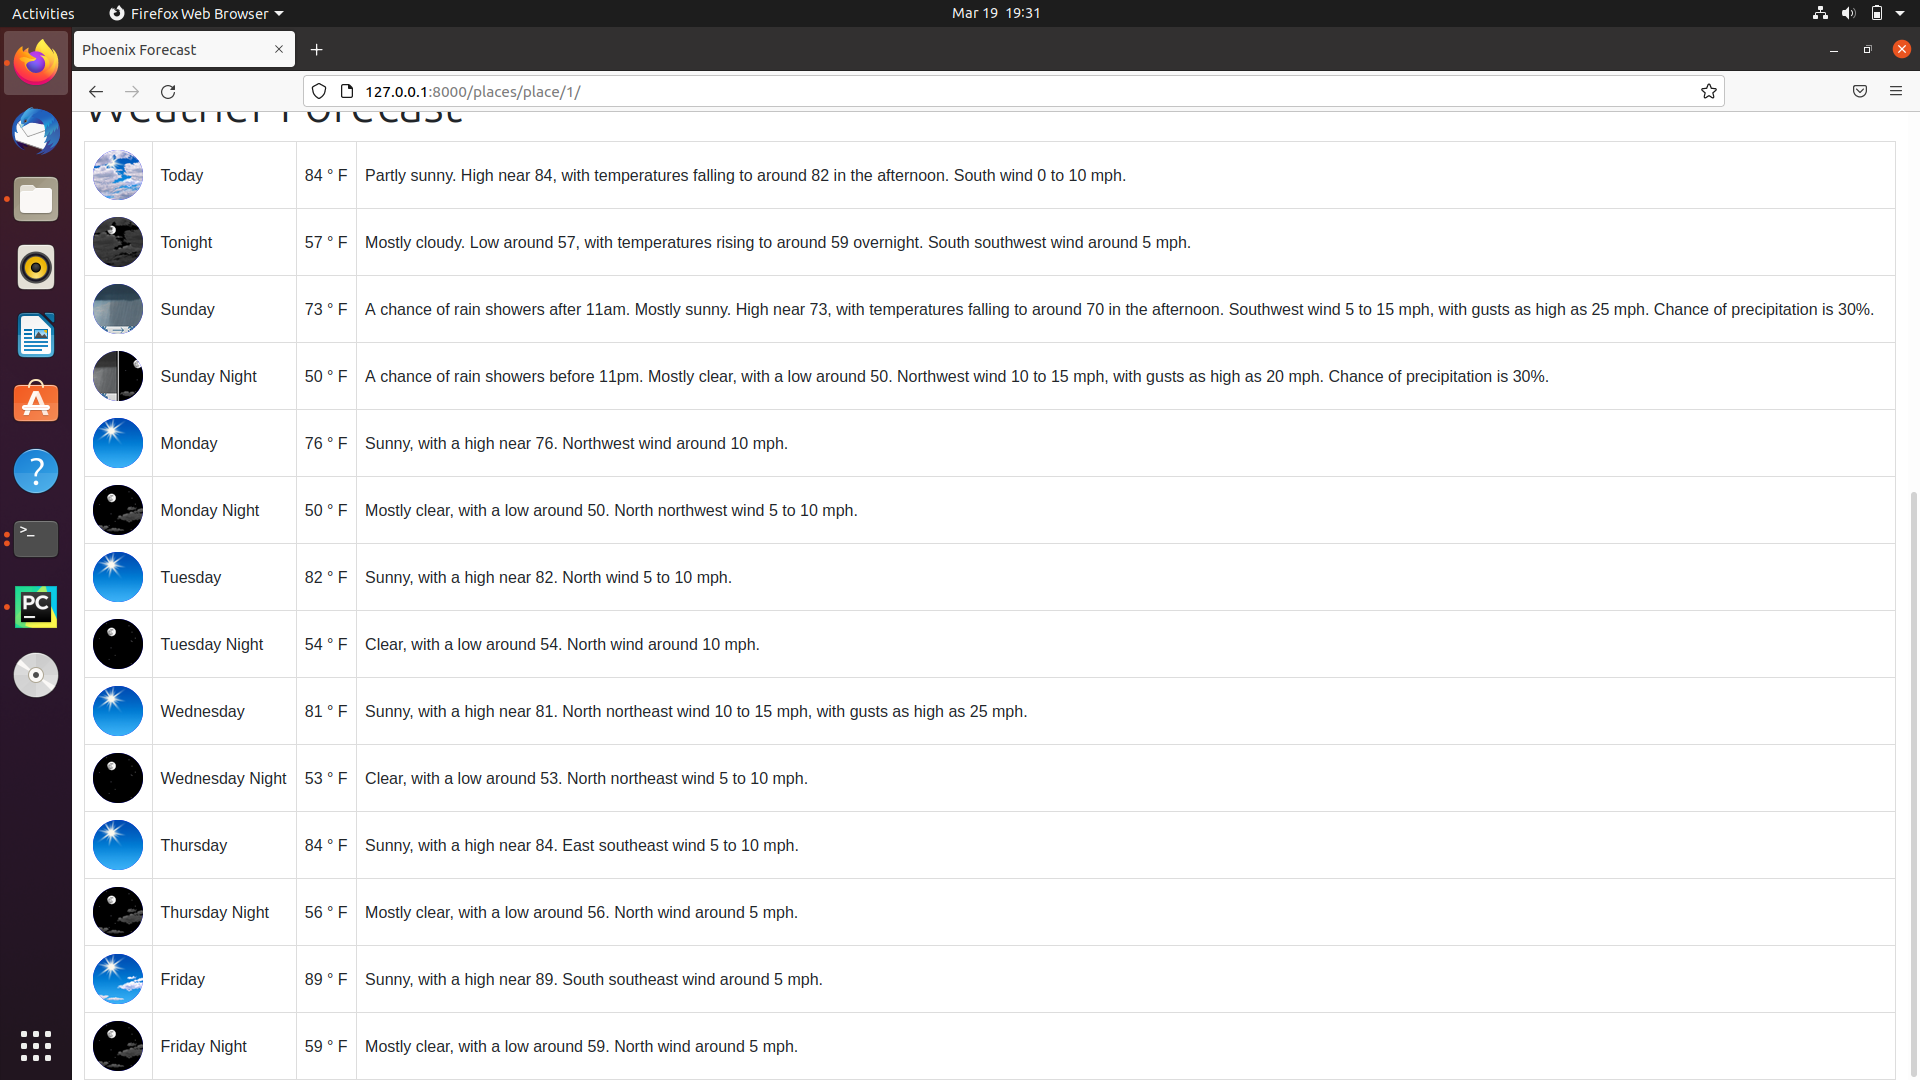 Activities
Firefox Web Browser
Mar 19 19:31
Phoenix Forecast
127.0.0.1:8000/places/place/1/
Weather Forecast
Today 84 ° F Partly sunny. High near 84, with temperatures falling to around 82 in the afternoon. South wind 0 to 10 mph.
Tonight 57 ° F Mostly cloudy. Low around 57, with temperatures rising to around 59 overnight. South southwest wind around 5 mph.
Sunday 73 ° F A chance of rain showers after 11am. Mostly sunny. High near 73, with temperatures falling to around 70 in the afternoon. Southwest wind 5 to 15 mph, with gusts as high as 25 mph. Chance of precipitation is 30%.
Sunday Night 50 ° F A chance of rain showers before 11pm. Mostly clear, with a low around 50. Northwest wind 10 to 15 mph, with gusts as high as 20 mph. Chance of precipitation is 30%.
Monday 76 ° F Sunny, with a high near 76. Northwest wind around 10 mph.
Monday Night 50 ° F Mostly clear, with a low around 50. North northwest wind 5 to 10 mph.
Tuesday 82 ° F Sunny, with a high near 82. North wind 5 to 10 mph.
Tuesday Night 54 ° F Clear, with a low around 54. North wind around 10 mph.
Wednesday 81 ° F Sunny, with a high near 81. North northeast wind 10 to 15 mph, with gusts as high as 25 mph.
Wednesday Night 53 ° F Clear, with a low around 53. North northeast wind 5 to 10 mph.
Thursday 84 ° F Sunny, with a high near 84. East southeast wind 5 to 10 mph.
Thursday Night 56 ° F Mostly clear, with a low around 56. North wind around 5 mph.
Friday 89 ° F Sunny, with a high near 89. South southeast wind around 5 mph.
Friday Night 59 ° F Mostly clear, with a low around 59. North wind around 5 mph.
?
>_
PC